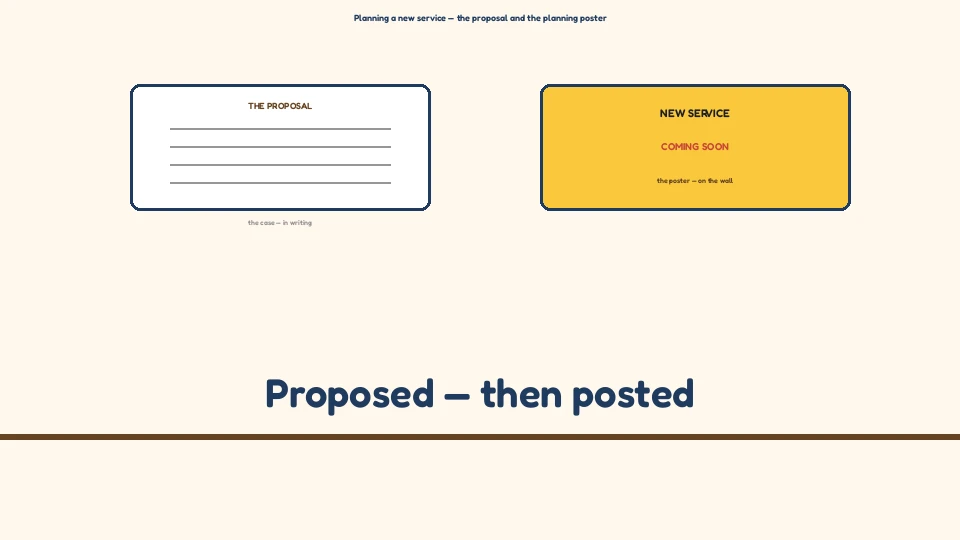 Planning a new service — the proposal and the planning poster
THE PROPOSAL
the case — in writing
NEW SERVICE
COMING SOON
the poster — on the wall
Proposed — then posted